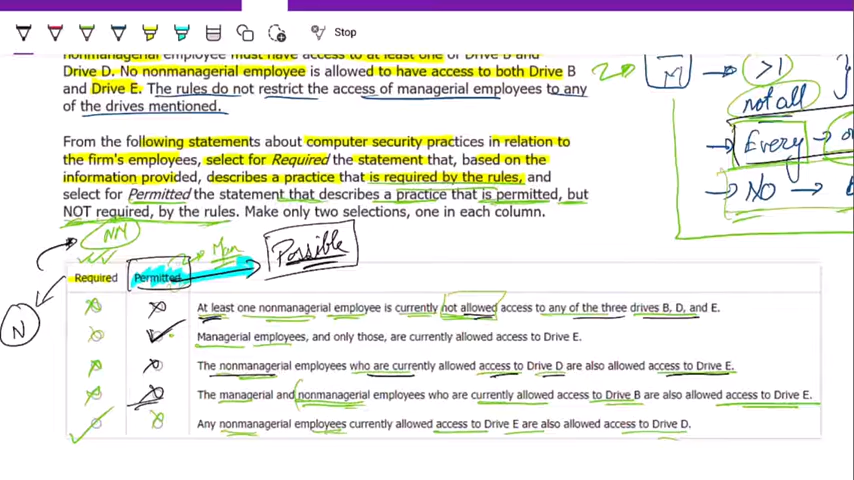 Stop
nonmanagerial employee must have access to at least one of Drive B and
Drive D. No nonmanagerial employee is allowed to have access to both Drive B
and Drive E. The rules do not restrict the access of managerial employees to any
of the drives mentioned.
M
>1
not all
Every
No
From the following statements about computer security practices in relation to
the firm's employees, select for Required the statement that, based on the
information provided, describes a practice that is required by the rules, and
select for Permitted the statement that describes a practice that is permitted, but
NOT required, by the rules. Make only two selections, one in each column.
NM
Man
Possible
N
Required Permitted
At least one nonmanagerial employee is currently not allowed access to any of the three drives B, D, and E.
Managerial employees, and only those, are currently allowed access to Drive E.
The nonmanagerial employees who are currently allowed access to Drive D are also allowed access to Drive E.
The managerial and nonmanagerial employees who are currently allowed access to Drive B are also allowed access to Drive E.
Any nonmanagerial employees currently allowed access to Drive E are also allowed access to Drive D.